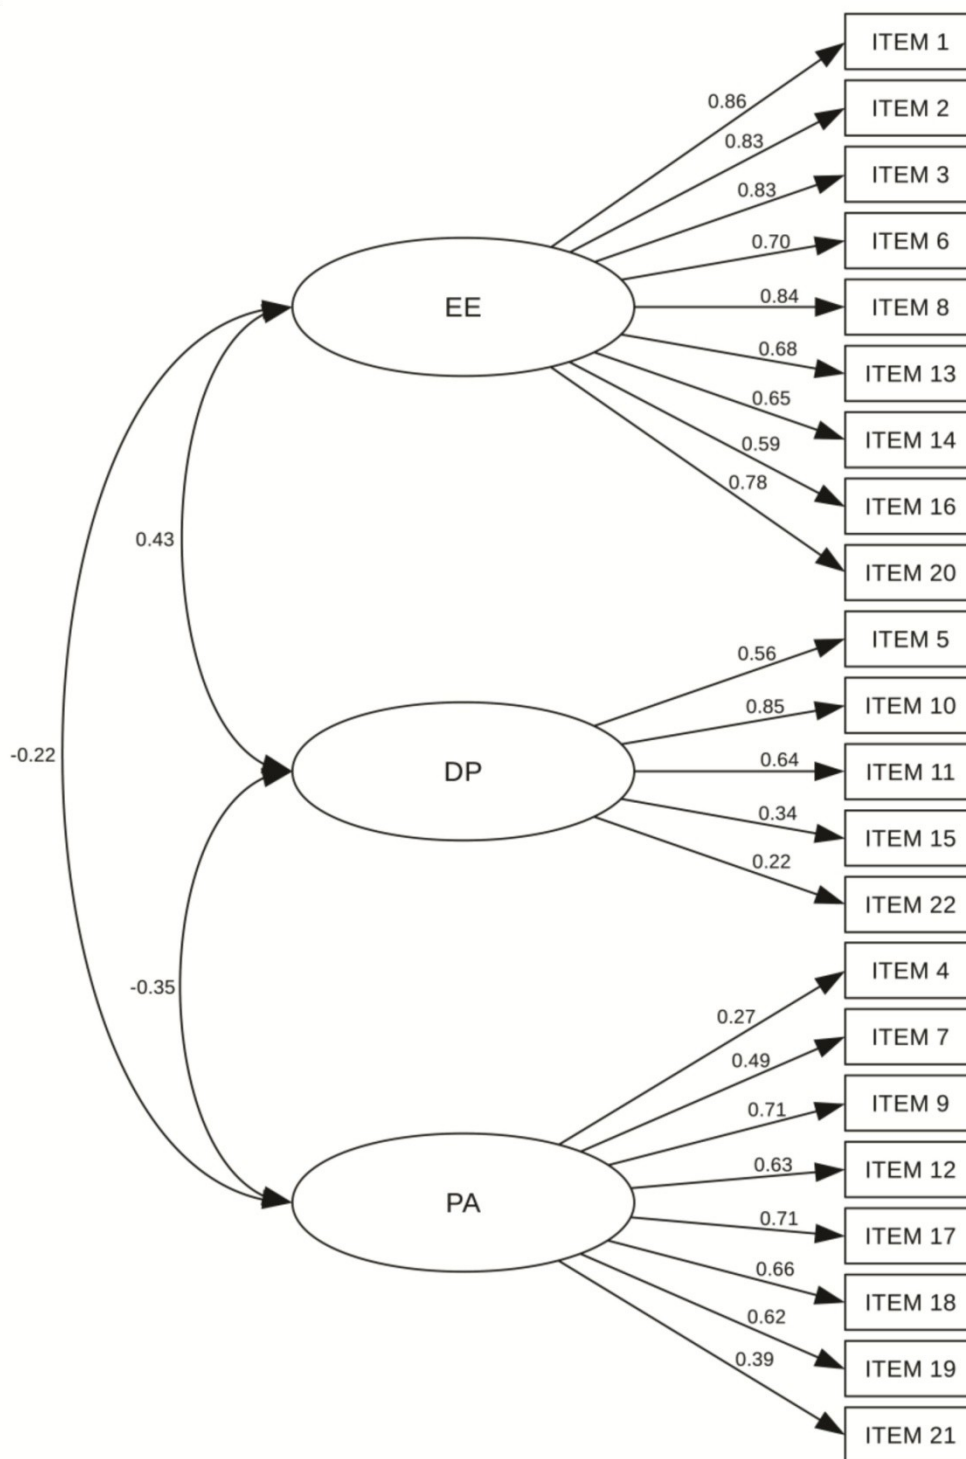 ITEM 1
0.86
ITEM 2
0.83
ITEM 3
0.83
ITEM 6
0.70
EE
0.84
ITEM 8
0.68
ITEM 13
0.65
ITEM 14
0.59
ITEM 16
0.78
ITEM 20
0.43
0.56
ITEM 5
0.85
ITEM 10
-0.22
DP
0.64
ITEM 11
0.34
ITEM 15
0.22
ITEM 22
-0.35
0.27
ITEM 4
0.49
ITEM 7
0.71
ITEM 9
0.63
ITEM 12
PA
0.71
ITEM 17
0.66
ITEM 18
0.62
ITEM 19
0.39
ITEM 21